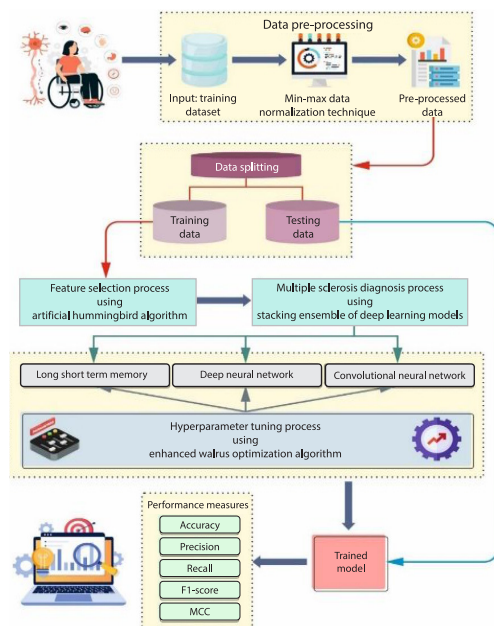 Data pre-processing
Input: training
dataset
Min-max data
normalization technique
Pre-processed
data
Data splitting
Training
data
Testing
data
Feature selection process
using
artificial hummingbird algorithm
Multiple sclerosis diagnosis process
using
stacking ensemble of deep learning models
Long short term memory
Deep neural network
Convolutional neural network
Hyperparameter tuning process
using
enhanced walrus optimization algorithm
Performance measures
Accuracy
Precision
Recall
F1-score
MCC
Trained
model